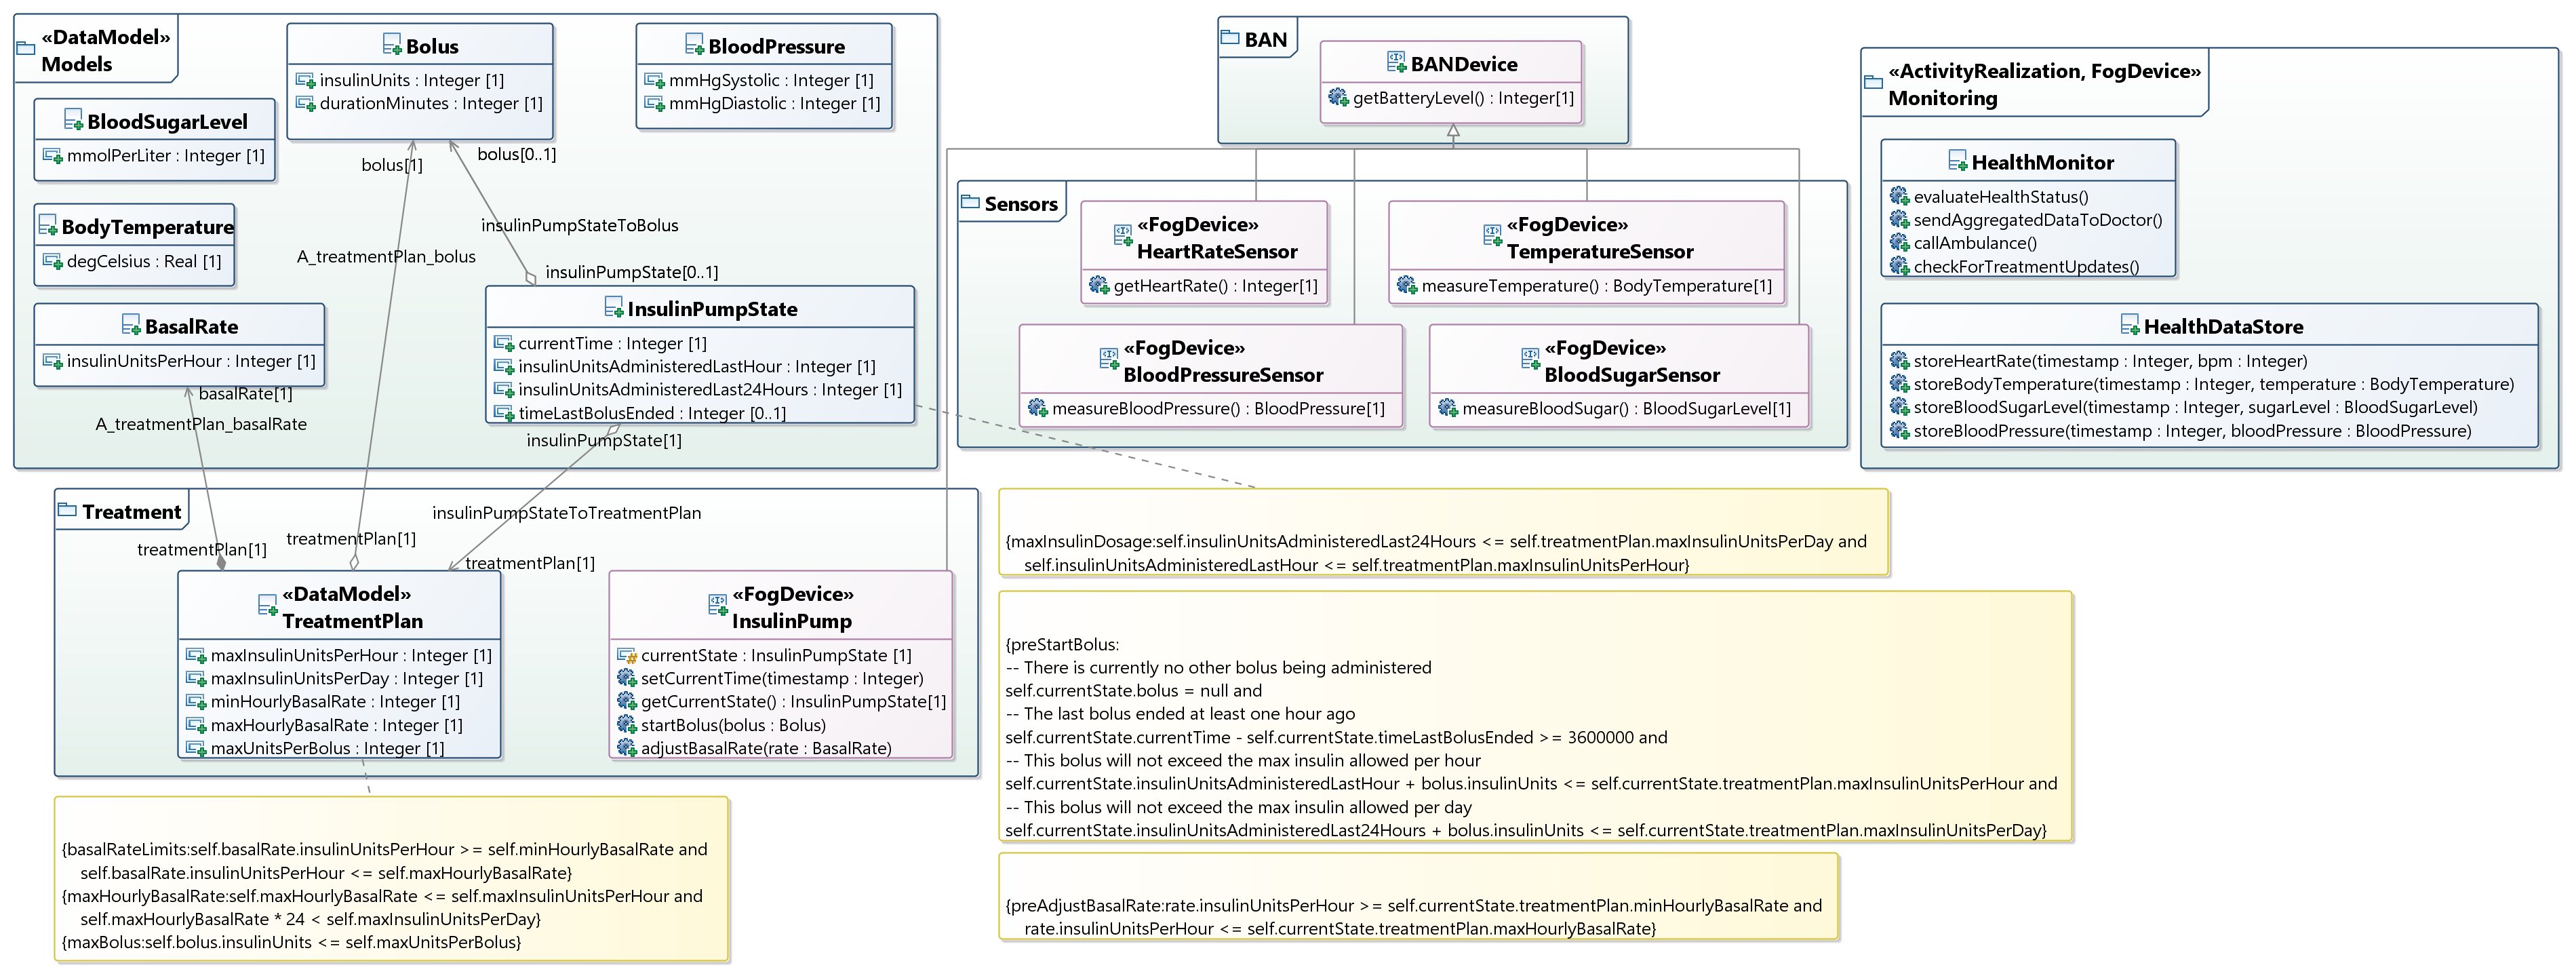 «DataModel»
Models
Bolus
insulinUnits : Integer [1]
durationMinutes : Integer [1]
BloodPressure
mmHgSystolic : Integer [1]
mmHgDiastolic : Integer [1]
BloodSugarLevel
mmolPerLiter : Integer [1]
bolus[1]
bolus[0..1]
BodyTemperature
degCelsius : Real [1]
insulinPumpStateToBolus
A_treatmentPlan_bolus
insulinPumpState[0..1]
BasalRate
insulinUnitsPerHour : Integer [1]
InsulinPumpState
currentTime : Integer [1]
insulinUnitsAdministeredLastHour : Integer [1]
insulinUnitsAdministeredLast24Hours : Integer [1]
timeLastBolusEnded : Integer [0..1]
basalRate[1]
A_treatmentPlan_basalRate
insulinPumpState[1]
BAN
BANDevice
getBatteryLevel() : Integer[1]
Sensors
«FogDevice»
HeartRateSensor
getHeartRate() : Integer[1]
«FogDevice»
TemperatureSensor
measureTemperature() : BodyTemperature[1]
«FogDevice»
BloodPressureSensor
measureBloodPressure() : BloodPressure[1]
«FogDevice»
BloodSugarSensor
measureBloodSugar() : BloodSugarLevel[1]
«ActivityRealization, FogDevice»
Monitoring
HealthMonitor
evaluateHealthStatus()
sendAggregatedDataToDoctor()
callAmbulance()
checkForTreatmentUpdates()
HealthDataStore
storeHeartRate(timestamp : Integer, bpm : Integer)
storeBodyTemperature(timestamp : Integer, temperature : BodyTemperature)
storeBloodSugarLevel(timestamp : Integer, sugarLevel : BloodSugarLevel)
storeBloodPressure(timestamp : Integer, bloodPressure : BloodPressure)
Treatment
insulinPumpStateToTreatmentPlan
treatmentPlan[1]
treatmentPlan[1]
treatmentPlan[1]
«DataModel»
TreatmentPlan
maxInsulinUnitsPerHour : Integer [1]
maxInsulinUnitsPerDay : Integer [1]
minHourlyBasalRate : Integer [1]
maxHourlyBasalRate : Integer [1]
maxUnitsPerBolus : Integer [1]
«FogDevice»
InsulinPump
currentState : InsulinPumpState [1]
setCurrentTime(timestamp : Integer)
getCurrentState() : InsulinPumpState[1]
startBolus(bolus : Bolus)
adjustBasalRate(rate : BasalRate)
{maxInsulinDosage:self.insulinUnitsAdministeredLast24Hours <= self.treatmentPlan.maxInsulinUnitsPerDay and
self.insulinUnitsAdministeredLastHour <= self.treatmentPlan.maxInsulinUnitsPerHour}
{preStartBolus:
-- There is currently no other bolus being administered
self.currentState.bolus = null and
-- The last bolus ended at least one hour ago
self.currentState.currentTime - self.currentState.timeLastBolusEnded >= 3600000 and
-- This bolus will not exceed the max insulin allowed per hour
self.currentState.insulinUnitsAdministeredLastHour + bolus.insulinUnits <= self.currentState.treatmentPlan.maxInsulinUnitsPerHour and
-- This bolus will not exceed the max insulin allowed per day
self.currentState.insulinUnitsAdministeredLast24Hours + bolus.insulinUnits <= self.currentState.treatmentPlan.maxInsulinUnitsPerDay}
{basalRateLimits:self.basalRate.insulinUnitsPerHour >= self.minHourlyBasalRate and
self.basalRate.insulinUnitsPerHour <= self.maxHourlyBasalRate}
{maxHourlyBasalRate:self.maxHourlyBasalRate <= self.maxInsulinUnitsPerHour and
self.maxHourlyBasalRate * 24 < self.maxInsulinUnitsPerDay}
{maxBolus:self.bolus.insulinUnits <= self.maxUnitsPerBolus}
{preAdjustBasalRate:rate.insulinUnitsPerHour >= self.currentState.treatmentPlan.minHourlyBasalRate and
rate.insulinUnitsPerHour <= self.currentState.treatmentPlan.maxHourlyBasalRate}